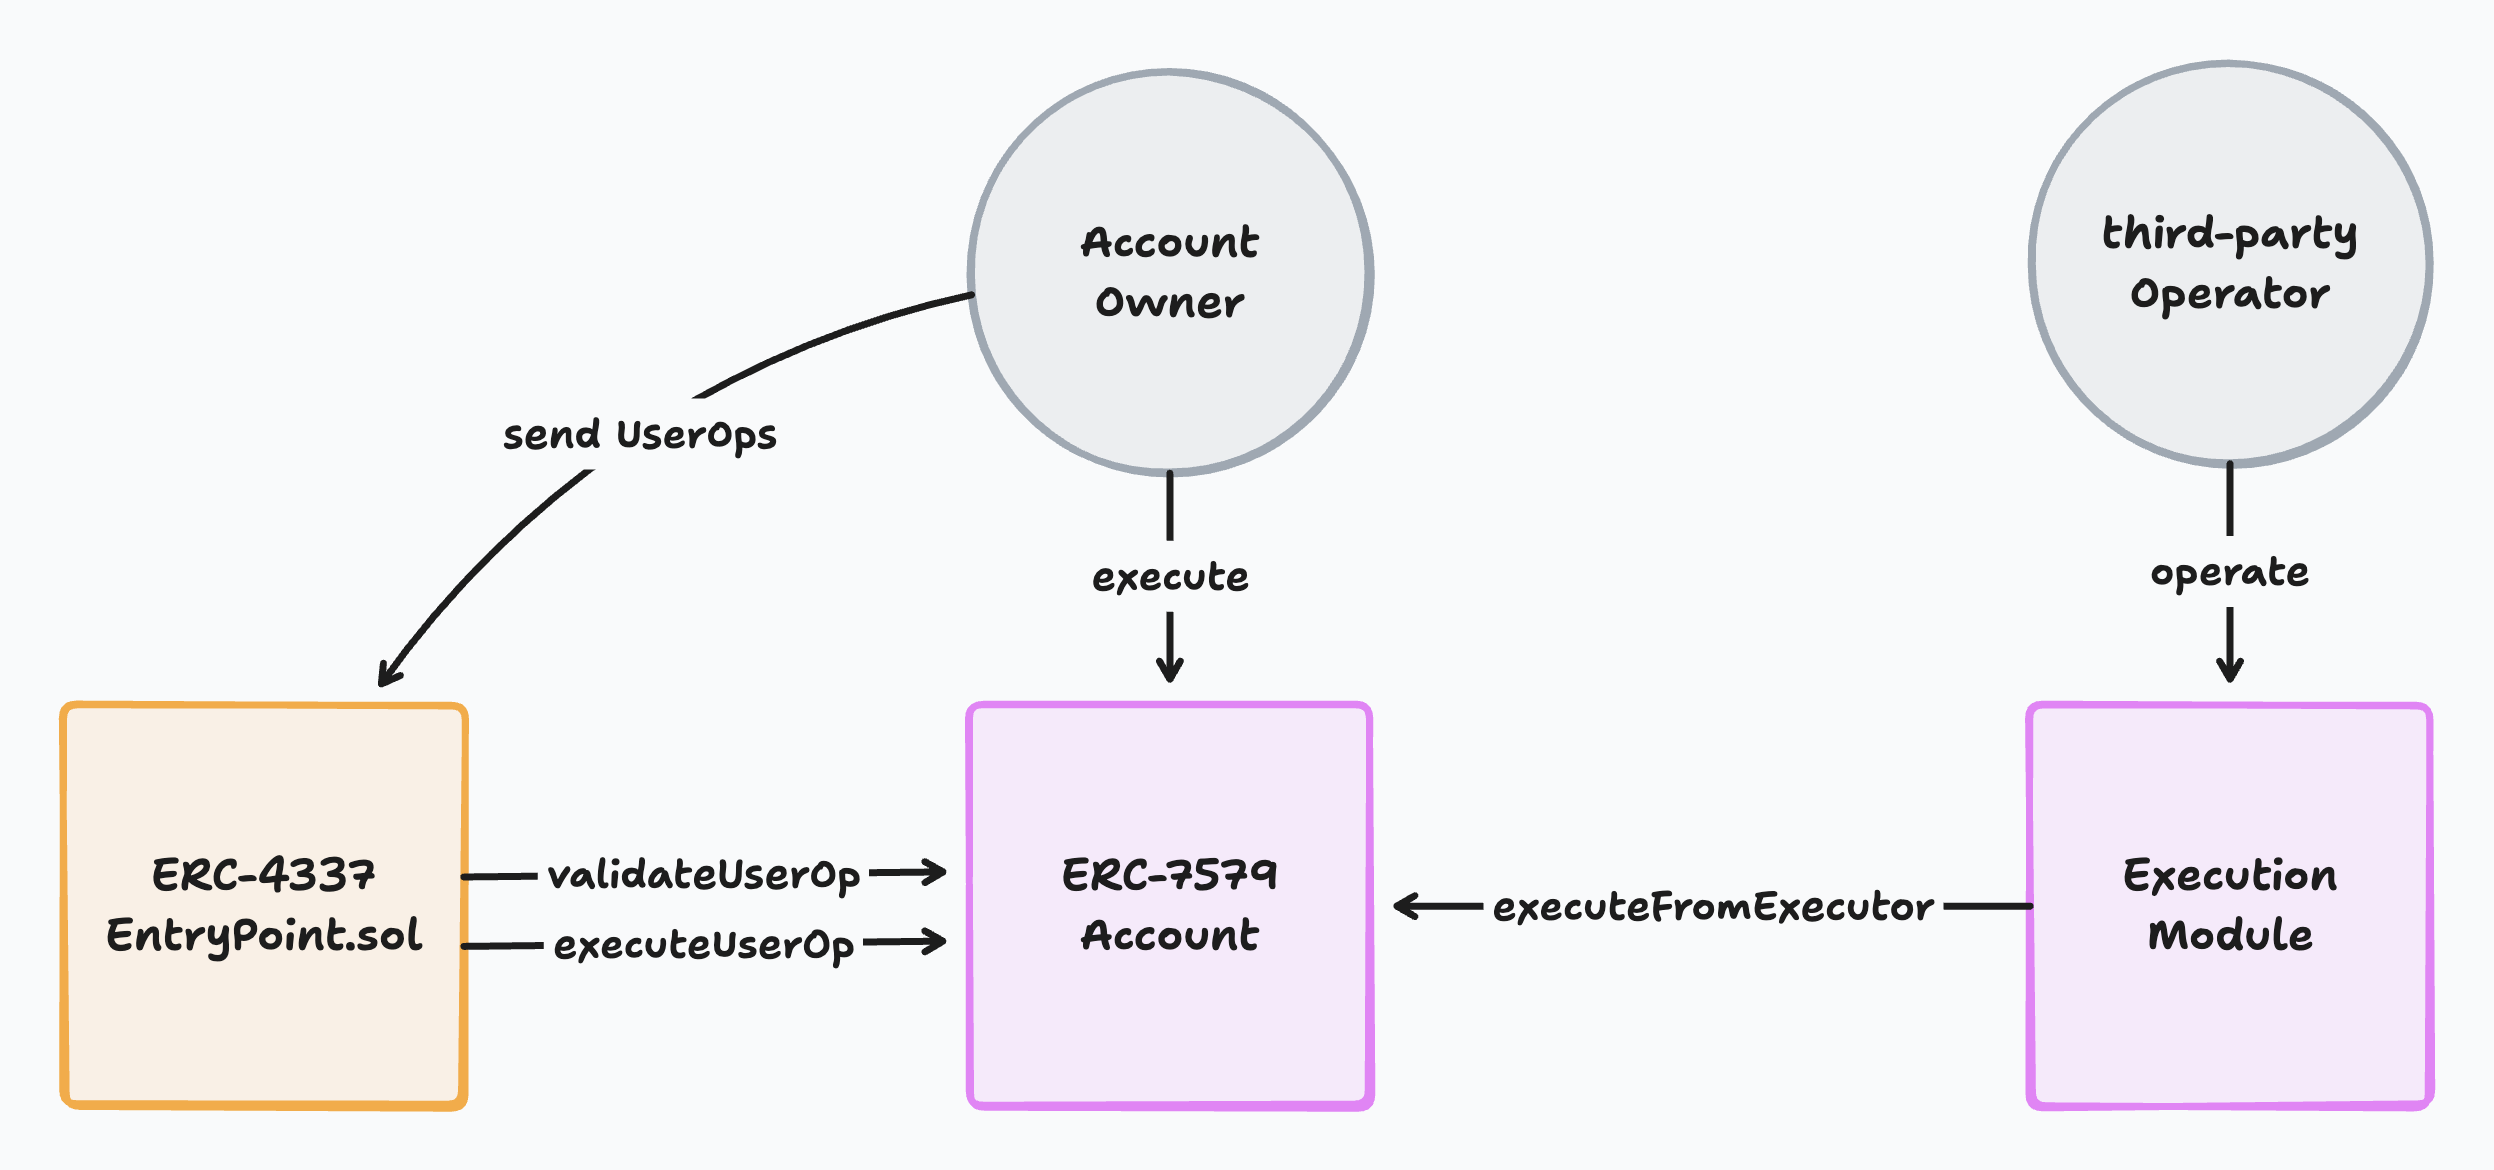 Account
Owner
third-party
Operator
send UserOps
execute
operate
ERC-4337
EntryPoint.sol
validateUserOp
executeUserOp
ERC-7579
Account
executeFromExecutor
Execution
Module